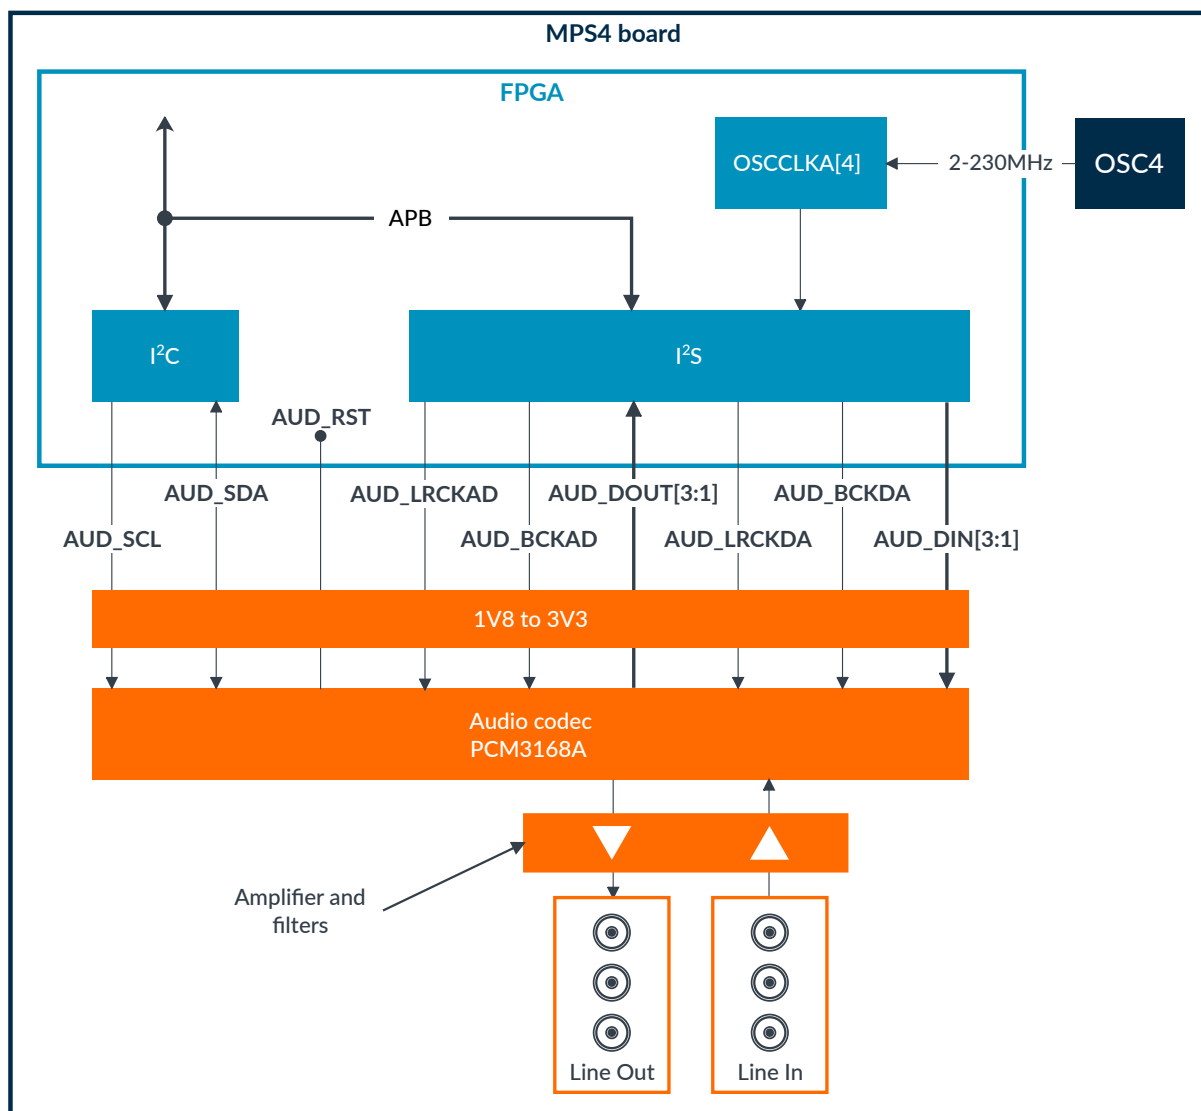 MPS4 board
FPGA
OSCCLKA[4]
2-230MHz
OSC4
APB
I²C
I²S
AUD_RST
AUD_SDA
AUD_LRCKAD
AUD_DOUT[3:1]
AUD_BCKDA
AUD_SCL
AUD_BCKAD
AUD_LRCKDA
AUD_DIN[3:1]
1V8 to 3V3
Audio codec
PCM3168A
Amplifier and
filters
Line Out
Line In